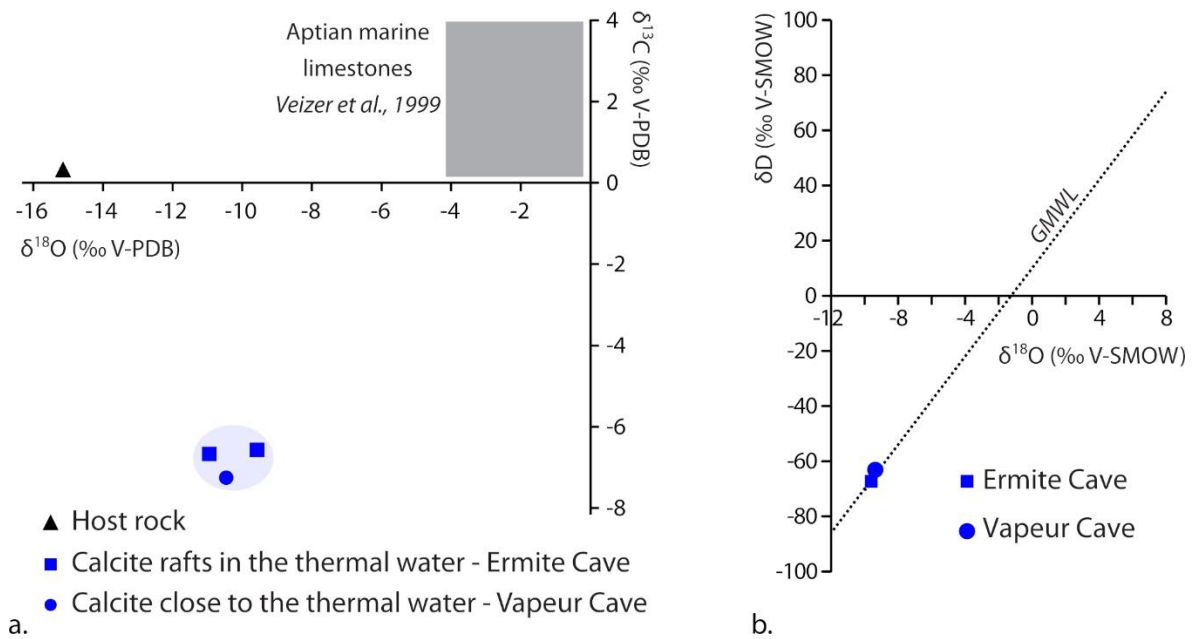 Aptian marine
limestones
Veizer et al., 1999
4
2
0
-2
-4
-6
-8
δ13C (‰ V-PDB)
-16 -14 -12 -10 -8 -6 -4 -2
δ18O (‰ V-PDB)
Host rock
Calcite rafts in the thermal water - Ermite Cave
Calcite close to the thermal water - Vapeur Cave
a.
δD (‰ V-SMOW)
100
80
60
40
20
0
-20
-40
-60
-80
-100
GMWL
-12 -8 -4 0 4 8
δ18O (‰ V-SMOW)
Ermite Cave
Vapeur Cave
b.